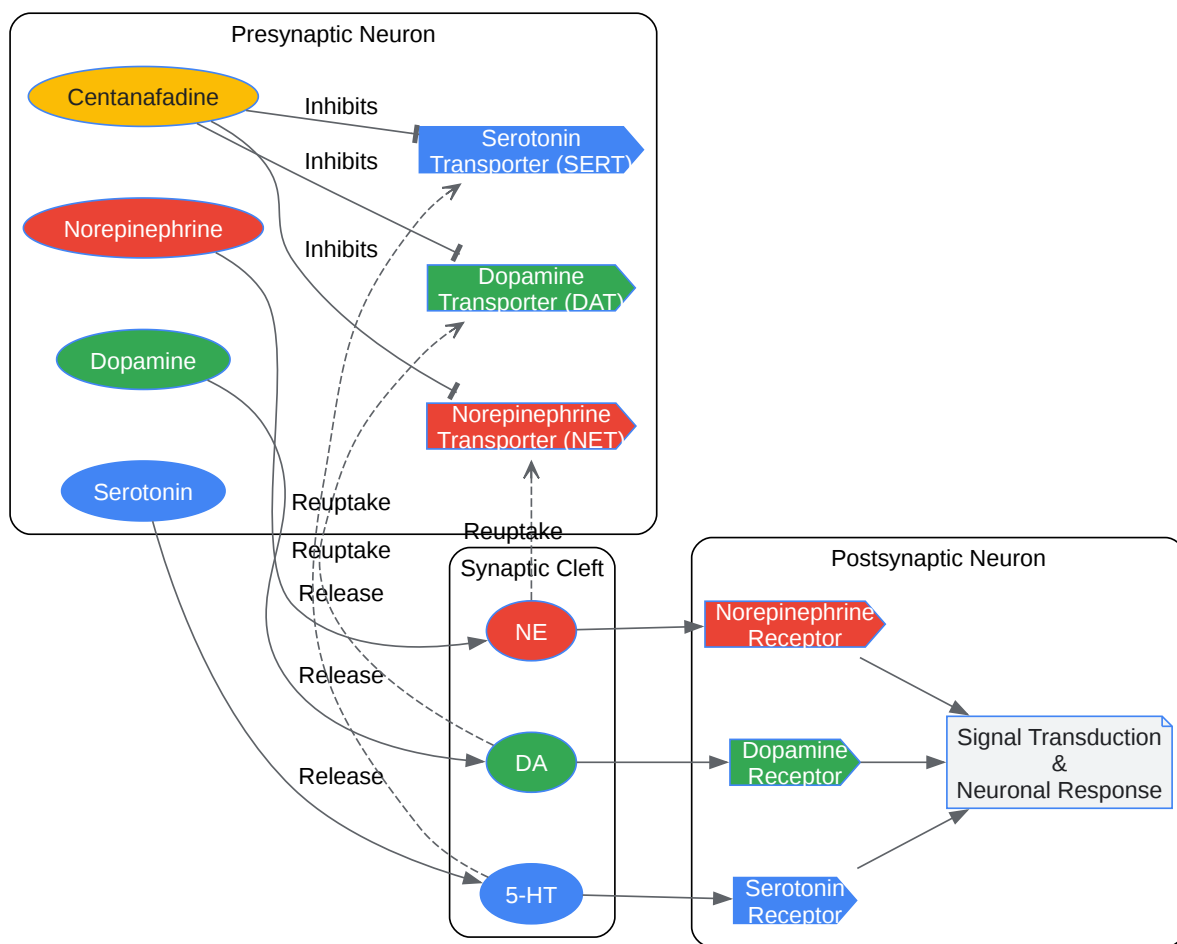 Presynaptic Neuron
Centanafadine
Inhibits
Serotonin
Transporter (SERT)
Inhibits
Norepinephrine
Inhibits
Dopamine
Transporter (DAT)
Dopamine
Norepinephrine
Transporter (NET)
Serotonin
Reuptake
Reuptake
Reuptake
Synaptic Cleft
Postsynaptic Neuron
Release
NE
Norepinephrine
Receptor
Release
DA
Dopamine
Receptor
Signal Transduction
&
Neuronal Response
Release
5-HT
Serotonin
Receptor